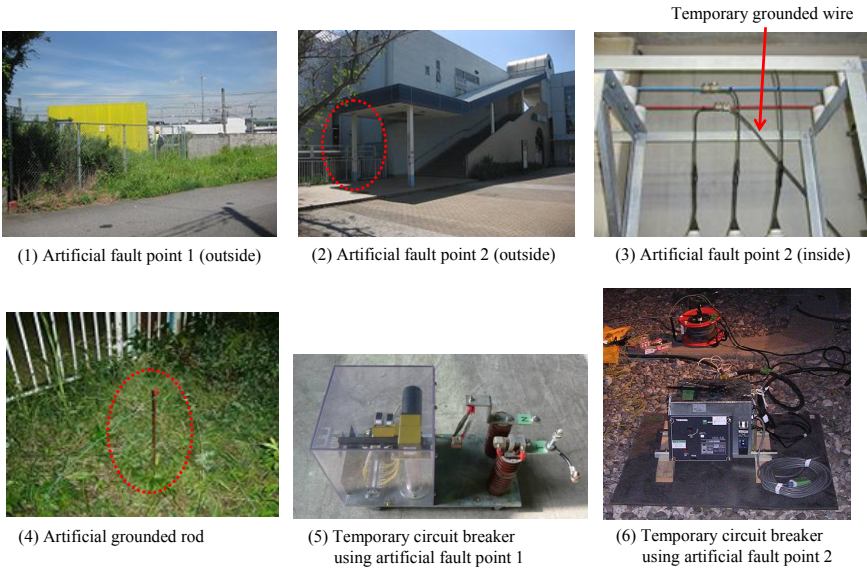 Temporary grounded wire
(1) Artificial fault point 1 (outside)
(2) Artificial fault point 2 (outside)
(3) Artificial fault point 2 (inside)
(4) Artificial grounded rod
(5) Temporary circuit breaker
using artificial fault point 1
(6) Temporary circuit breaker
using artificial fault point 2